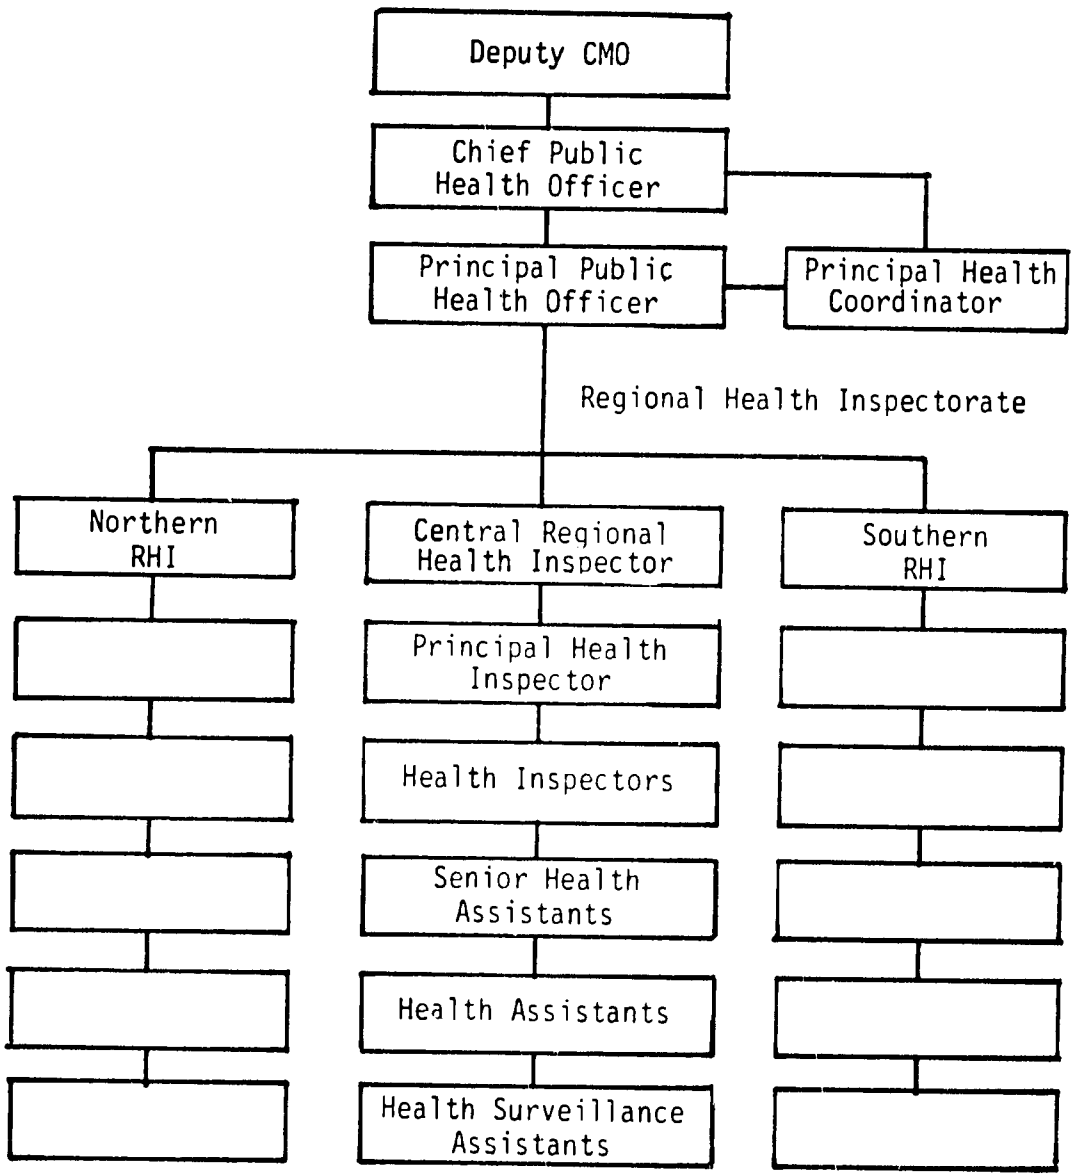 Deputy CMO
Chief Public
Health Officer
Principal Public
Health Officer
Principal Health
Coordinator
Regional Health Inspectorate
Northern
RHI
Central Regional
Health Inspector
Southern
RHI
Principal Health
Inspector
Health Inspectors
Senior Health
Assistants
Health Assistants
Health Surveillance
Assistants